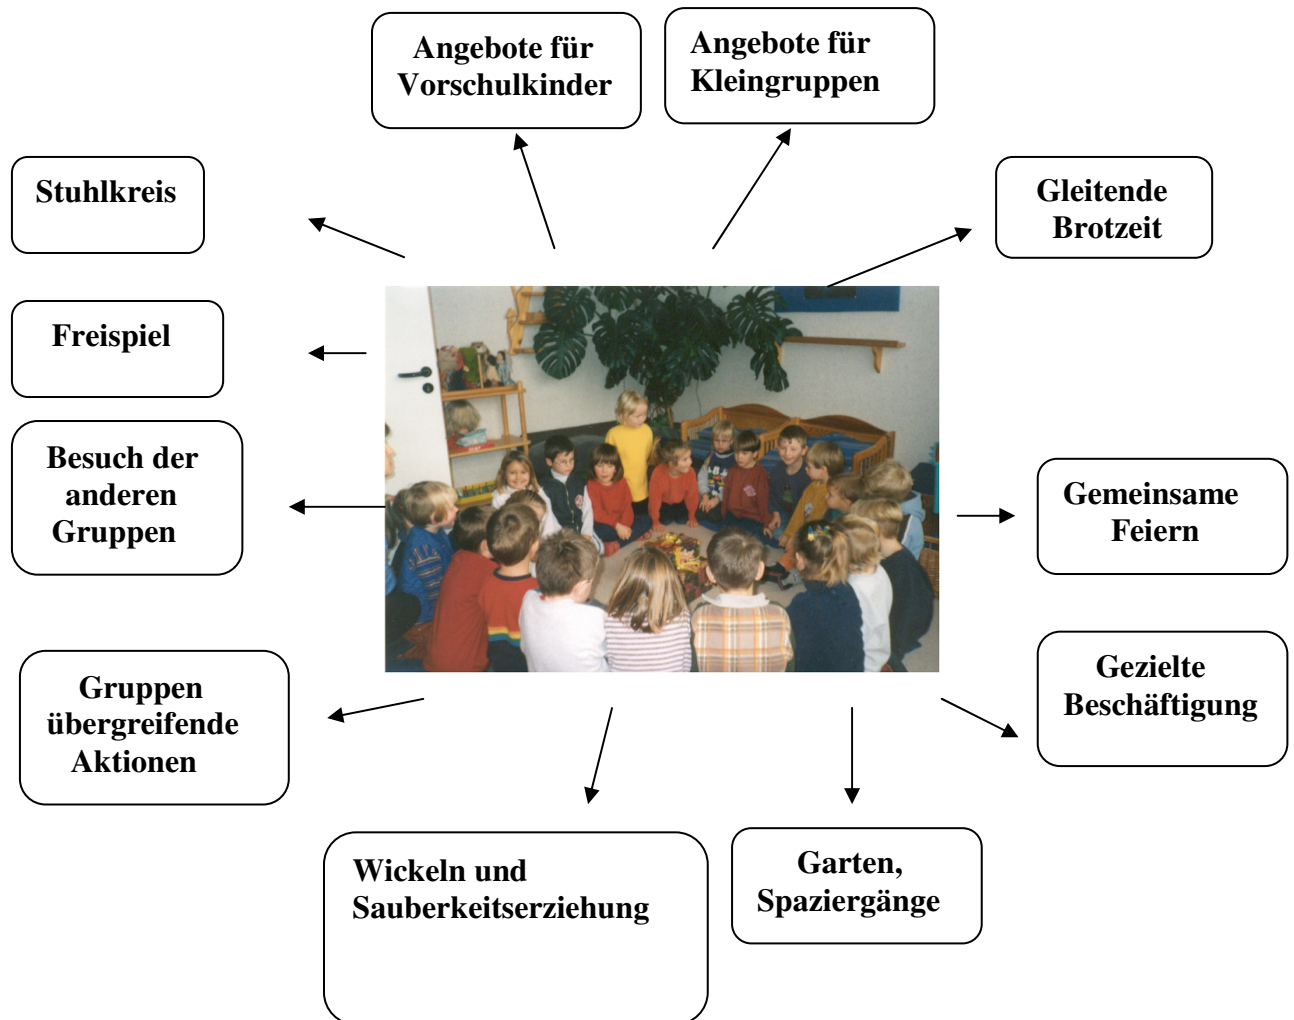 Angebote für
Vorschulkinder
Angebote für
Kleingruppen
Stuhlkreis
Gleitende
Brotzeit
Freispiel
Besuch der
anderen
Gruppen
Gemeinsame
Feiern
Gruppen
übergreifende
Aktionen
Gezielte
Beschäftigung
Wickeln und
Sauberkeitserziehung
Garten,
Spaziergänge